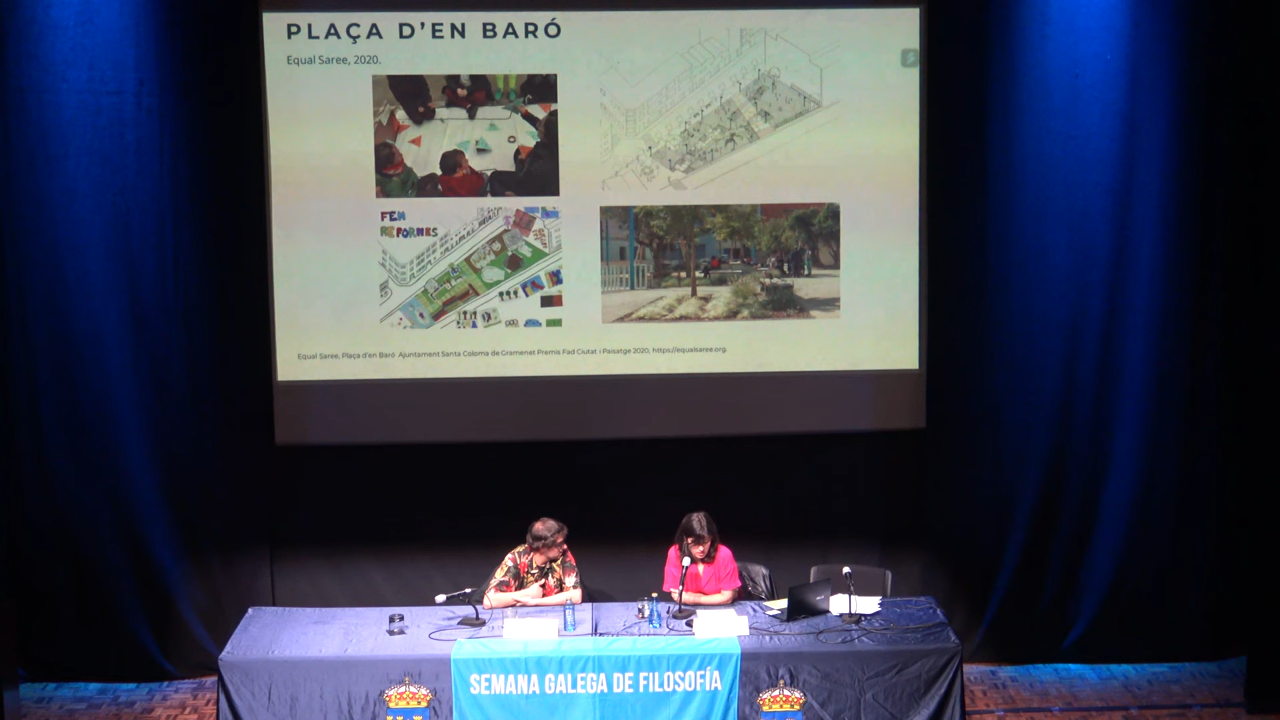 PLAÇA D'EN BARÓ
Equal Saree, 2020.
FEM
REFORMES
Equal Saree, Plaça d'en Baró Ajuntament Santa Coloma de Gramenet Premis Fad Ciutat i Paisatge 2020, https://equalsaree.org
SEMANA GALEGA DE FILOSOFÍA